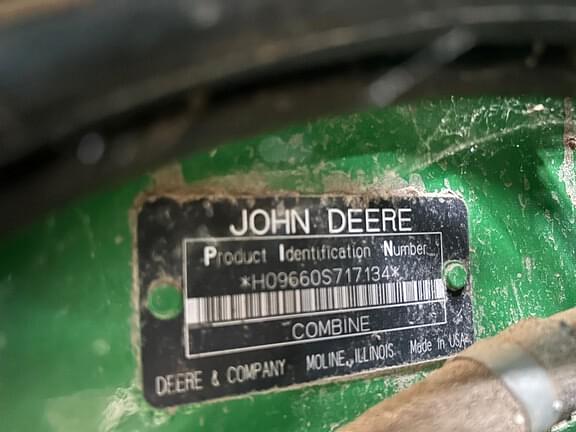 JOHN DEERE
Product Identification Number
*H09660S717134*
COMBINE
DEERE & COMPANY MOLINE, ILLINOIS Made in USA